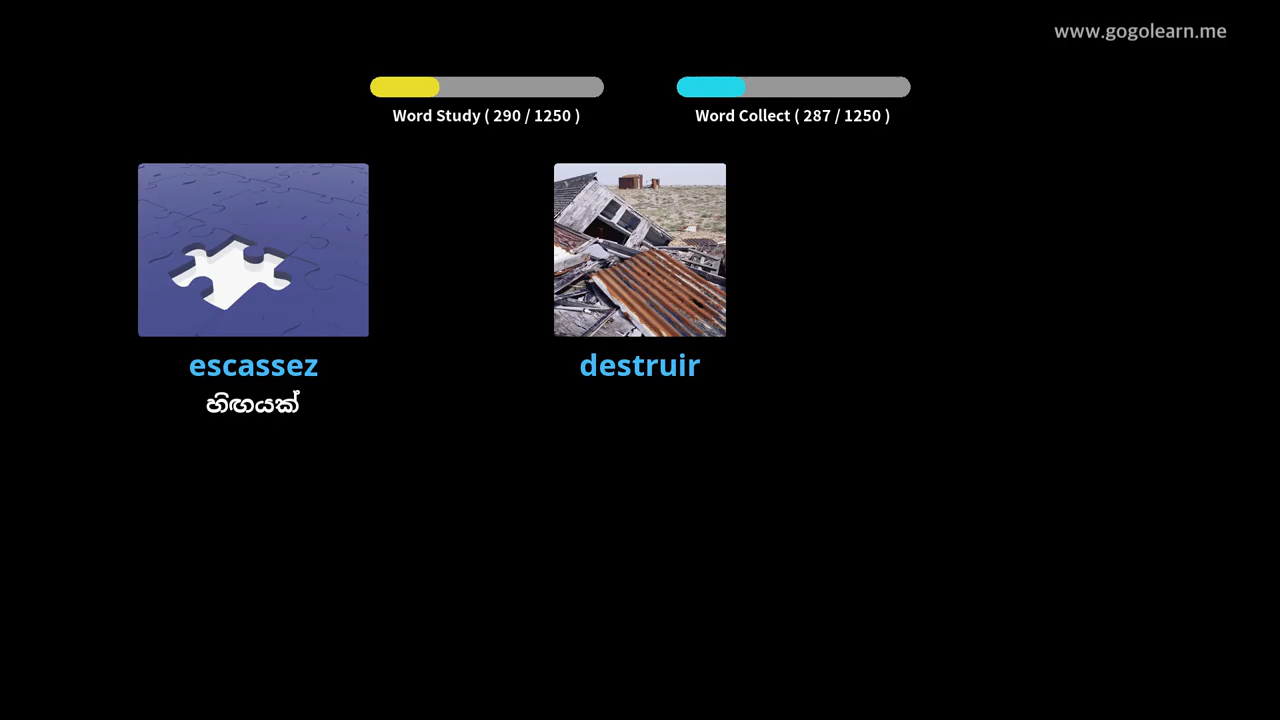 www.gogolearn.me
Word Study ( 290 / 1250 )
Word Collect ( 287 / 1250 )
escassez
හිඟයක්
destruir